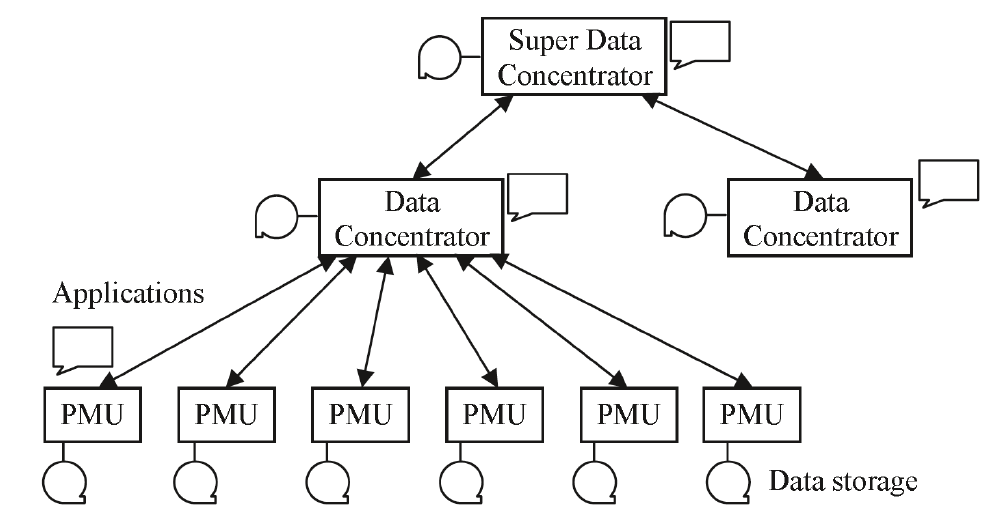 Super Data
Concentrator
Data
Concentrator
Data
Concentrator
Applications
PMU
PMU
PMU
PMU
PMU
PMU
Data storage